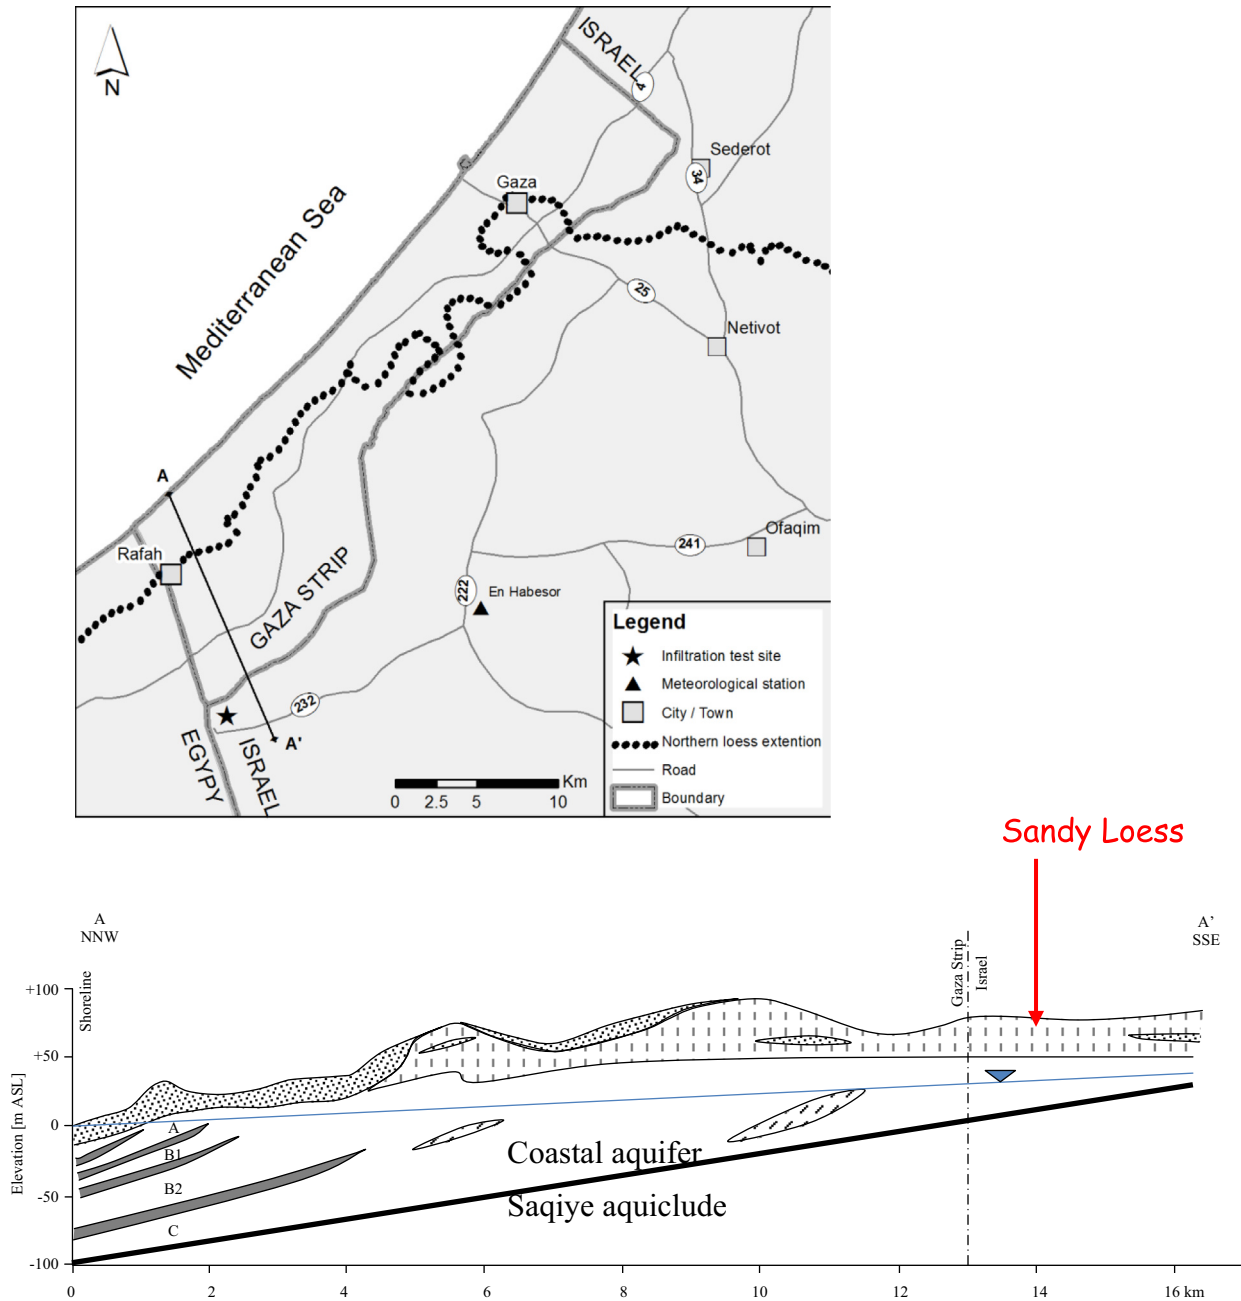 N
ISRAEL
4
Sederot
34
Gaza
Mediterranean Sea
25
Netivot
A
Rafah
GAZA STRIP
Ofaqim
241
222
En Habesor
232
A'
EGYPY
ISRAEL
Legend
Infiltration test site
Meteorological station
City / Town
Northern loess extention
Road
Boundary
Km
0 2.5 5 10
Sandy Loess
A
NNW
A’
SSE
Shoreline
Gaza Strip
Israel
Elevation [m ASL]
+100
+50
0
-50
-100
A
B1
B2
C
Coastal aquifer
Saqiye aquiclude
0 2 4 6 8 10 12 14 16 km